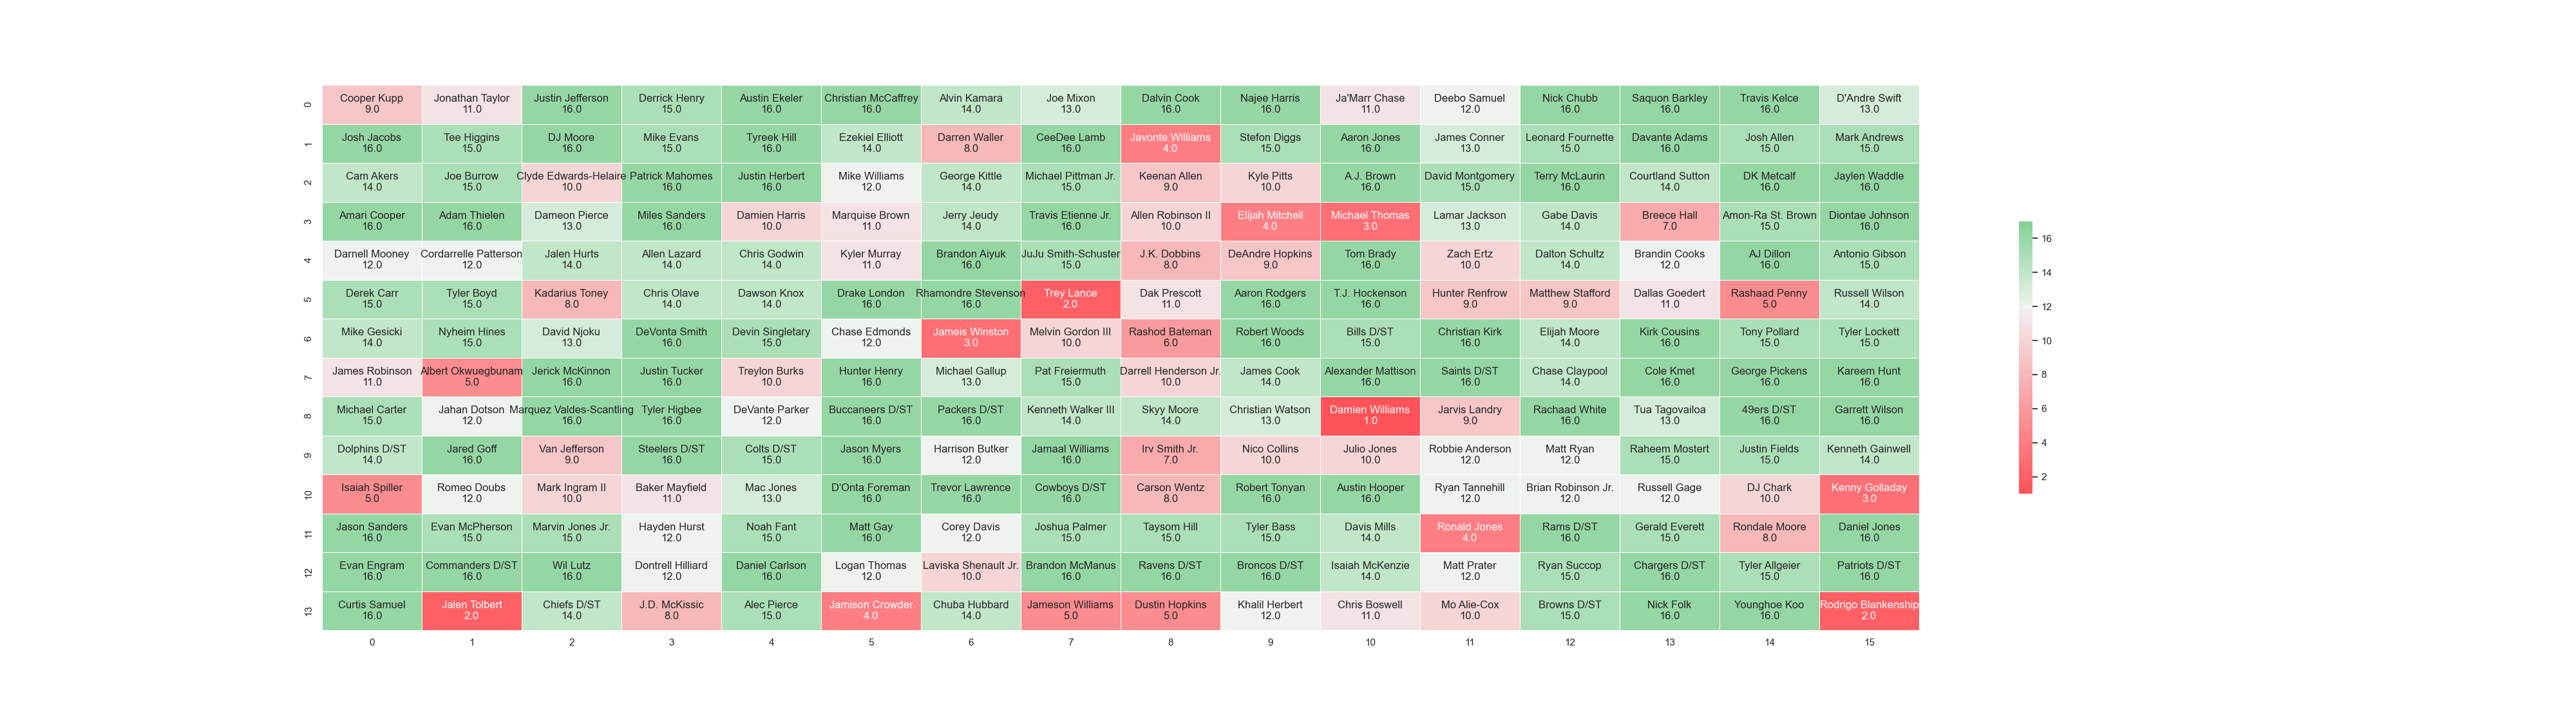 0 Cooper Kupp Jonathan Taylor Justin Jefferson Derrick Henry Austin Ekeler Christian McCaffrey Alvin Kamara Joe Mixon Dalvin Cook Najee Harris Ja'Marr Chase Deebo Samuel Nick Chubb Saquon Barkley Travis Kelce D'Andre Swift
9.0 11.0 16.0 15.0 16.0 16.0 14.0 13.0 16.0 16.0 11.0 12.0 16.0 16.0 16.0 13.0
1 Josh Jacobs Tee Higgins DJ Moore Mike Evans Tyreek Hill Ezekiel Elliott Darren Waller CeeDee Lamb Javonte Williams Stefon Diggs Aaron Jones James Conner Leonard Fournette Davante Adams Josh Allen Mark Andrews
16.0 15.0 16.0 15.0 16.0 14.0 8.0 16.0 4.0 15.0 16.0 13.0 15.0 16.0 15.0 15.0
2 Cam Akers Joe Burrow Clyde Edwards-Helaire Patrick Mahomes Justin Herbert Mike Williams George Kittle Michael Pittman Jr. Keenan Allen Kyle Pitts A.J. Brown David Montgomery Terry McLaurin Courtland Sutton DK Metcalf Jaylen Waddle
14.0 15.0 10.0 16.0 16.0 12.0 14.0 16.0 9.0 10.0 16.0 15.0 16.0 14.0 16.0 16.0
3 Amari Cooper Adam Thielen Dameon Pierce Miles Sanders Damien Harris Marquise Brown Jerry Jeudy Travis Etienne Jr. Allen Robinson II Elijah Mitchell Michael Thomas Lamar Jackson Gabe Davis Breece Hall Amon-Ra St. Brown Diontae Johnson
16.0 16.0 13.0 16.0 10.0 11.0 14.0 16.0 10.0 4.0 3.0 13.0 14.0 7.0 15.0 16.0
4 Darnell Mooney Cordarrelle Patterson Jalen Hurts Allen Lazard Chris Godwin Kyler Murray Brandon Aiyuk JuJu Smith-Schuster J.K. Dobbins DeAndre Hopkins Tom Brady Zach Ertz Dalton Schultz Brandin Cooks AJ Dillon Antonio Gibson
12.0 12.0 14.0 14.0 14.0 11.0 16.0 15.0 8.0 9.0 16.0 10.0 14.0 12.0 16.0 15.0
5 Derek Carr Tyler Boyd Kadarius Toney Chris Olave Dawson Knox Drake London Rhamondre Stevenson Trey Lance Dak Prescott Aaron Rodgers T.J. Hockenson Hunter Renfrow Matthew Stafford Dallas Goedert Rashaad Penny Russell Wilson
15.0 15.0 8.0 14.0 14.0 16.0 16.0 2.0 11.0 16.0 16.0 9.0 9.0 11.0 5.0 14.0
6 Mike Gesicki Nyheim Hines David Njoku DeVonta Smith Devin Singletary Chase Edmonds Jameis Winston Melvin Gordon III Rashod Bateman Robert Woods Bills D/ST Christian Kirk Elijah Moore Kirk Cousins Tony Pollard Tyler Lockett
14.0 15.0 13.0 16.0 15.0 12.0 3.0 10.0 6.0 16.0 15.0 16.0 14.0 16.0 15.0 15.0
7 James Robinson Albert Okwuegbunam Jerick McKinnon Justin Tucker Treylon Burks Hunter Henry Michael Gallup Pat Freiermuth Darrell Henderson Jr. James Cook Alexander Mattison Saints D/ST Chase Claypool Cole Kmet George Pickens Kareem Hunt
11.0 5.0 16.0 16.0 10.0 16.0 13.0 15.0 10.0 14.0 16.0 16.0 14.0 16.0 16.0 16.0
8 Michael Carter Jahan Dotson Marquez Valdes-Scantling Tyler Higbee DeVante Parker Buccaneers D/ST Packers D/ST Kenneth Walker III Skyy Moore Christian Watson Damien Williams Jarvis Landry Rachaad White Tua Tagovailoa 49ers D/ST Garrett Wilson
15.0 12.0 16.0 16.0 12.0 16.0 16.0 14.0 14.0 13.0 1.0 9.0 16.0 13.0 16.0 16.0
9 Dolphins D/ST Jared Goff Van Jefferson Steelers D/ST Colts D/ST Jason Myers Harrison Butker Jamaal Williams Irv Smith Jr. Nico Collins Julio Jones Robbie Anderson Matt Ryan Raheem Mostert Justin Fields Kenneth Gainwell
14.0 16.0 9.0 16.0 15.0 16.0 12.0 16.0 7.0 10.0 10.0 12.0 12.0 15.0 15.0 14.0
10 Isaiah Spiller Romeo Doubs Mark Ingram II Baker Mayfield Mac Jones D'Onta Foreman Trevor Lawrence Cowboys D/ST Carson Wentz Robert Tonyan Austin Hooper Ryan Tannehill Brian Robinson Jr. Russell Gage DJ Chark Kenny Golladay
5.0 12.0 10.0 11.0 13.0 16.0 16.0 16.0 8.0 16.0 16.0 12.0 12.0 12.0 10.0 3.0
11 Jason Sanders Evan McPherson Marvin Jones Jr. Hayden Hurst Noah Fant Matt Gay Corey Davis Joshua Palmer Taysom Hill Tyler Bass Davis Mills Ronald Jones Rams D/ST Gerald Everett Rondale Moore Daniel Jones
16.0 15.0 15.0 12.0 15.0 16.0 12.0 15.0 15.0 15.0 14.0 4.0 16.0 15.0 8.0 16.0
12 Evan Engram Commanders D/ST Wil Lutz Dontrell Hilliard Daniel Carlson Logan Thomas Laviska Shenault Jr. Brandon McManus Ravens D/ST Broncos D/ST Isaiah McKenzie Matt Prater Ryan Succop Chargers D/ST Tyler Allgeier Patriots D/ST
16.0 16.0 16.0 12.0 16.0 12.0 10.0 16.0 16.0 16.0 14.0 12.0 15.0 16.0 15.0 16.0
13 Curtis Samuel Jalen Tolbert Chiefs D/ST J.D. McKissic Alec Pierce Jamison Crowder Chuba Hubbard Jameson Williams Dustin Hopkins Khalil Herbert Chris Boswell Mo Alie-Cox Browns D/ST Nick Folk Younghoe Koo Rodrigo Blankenship
16.0 2.0 14.0 8.0 15.0 4.0 14.0 5.0 5.0 12.0 11.0 10.0 15.0 16.0 16.0 2.0
0 1 2 3 4 5 6 7 8 9 10 11 12 13 14 15
16
14
12
10
8
6
4
2